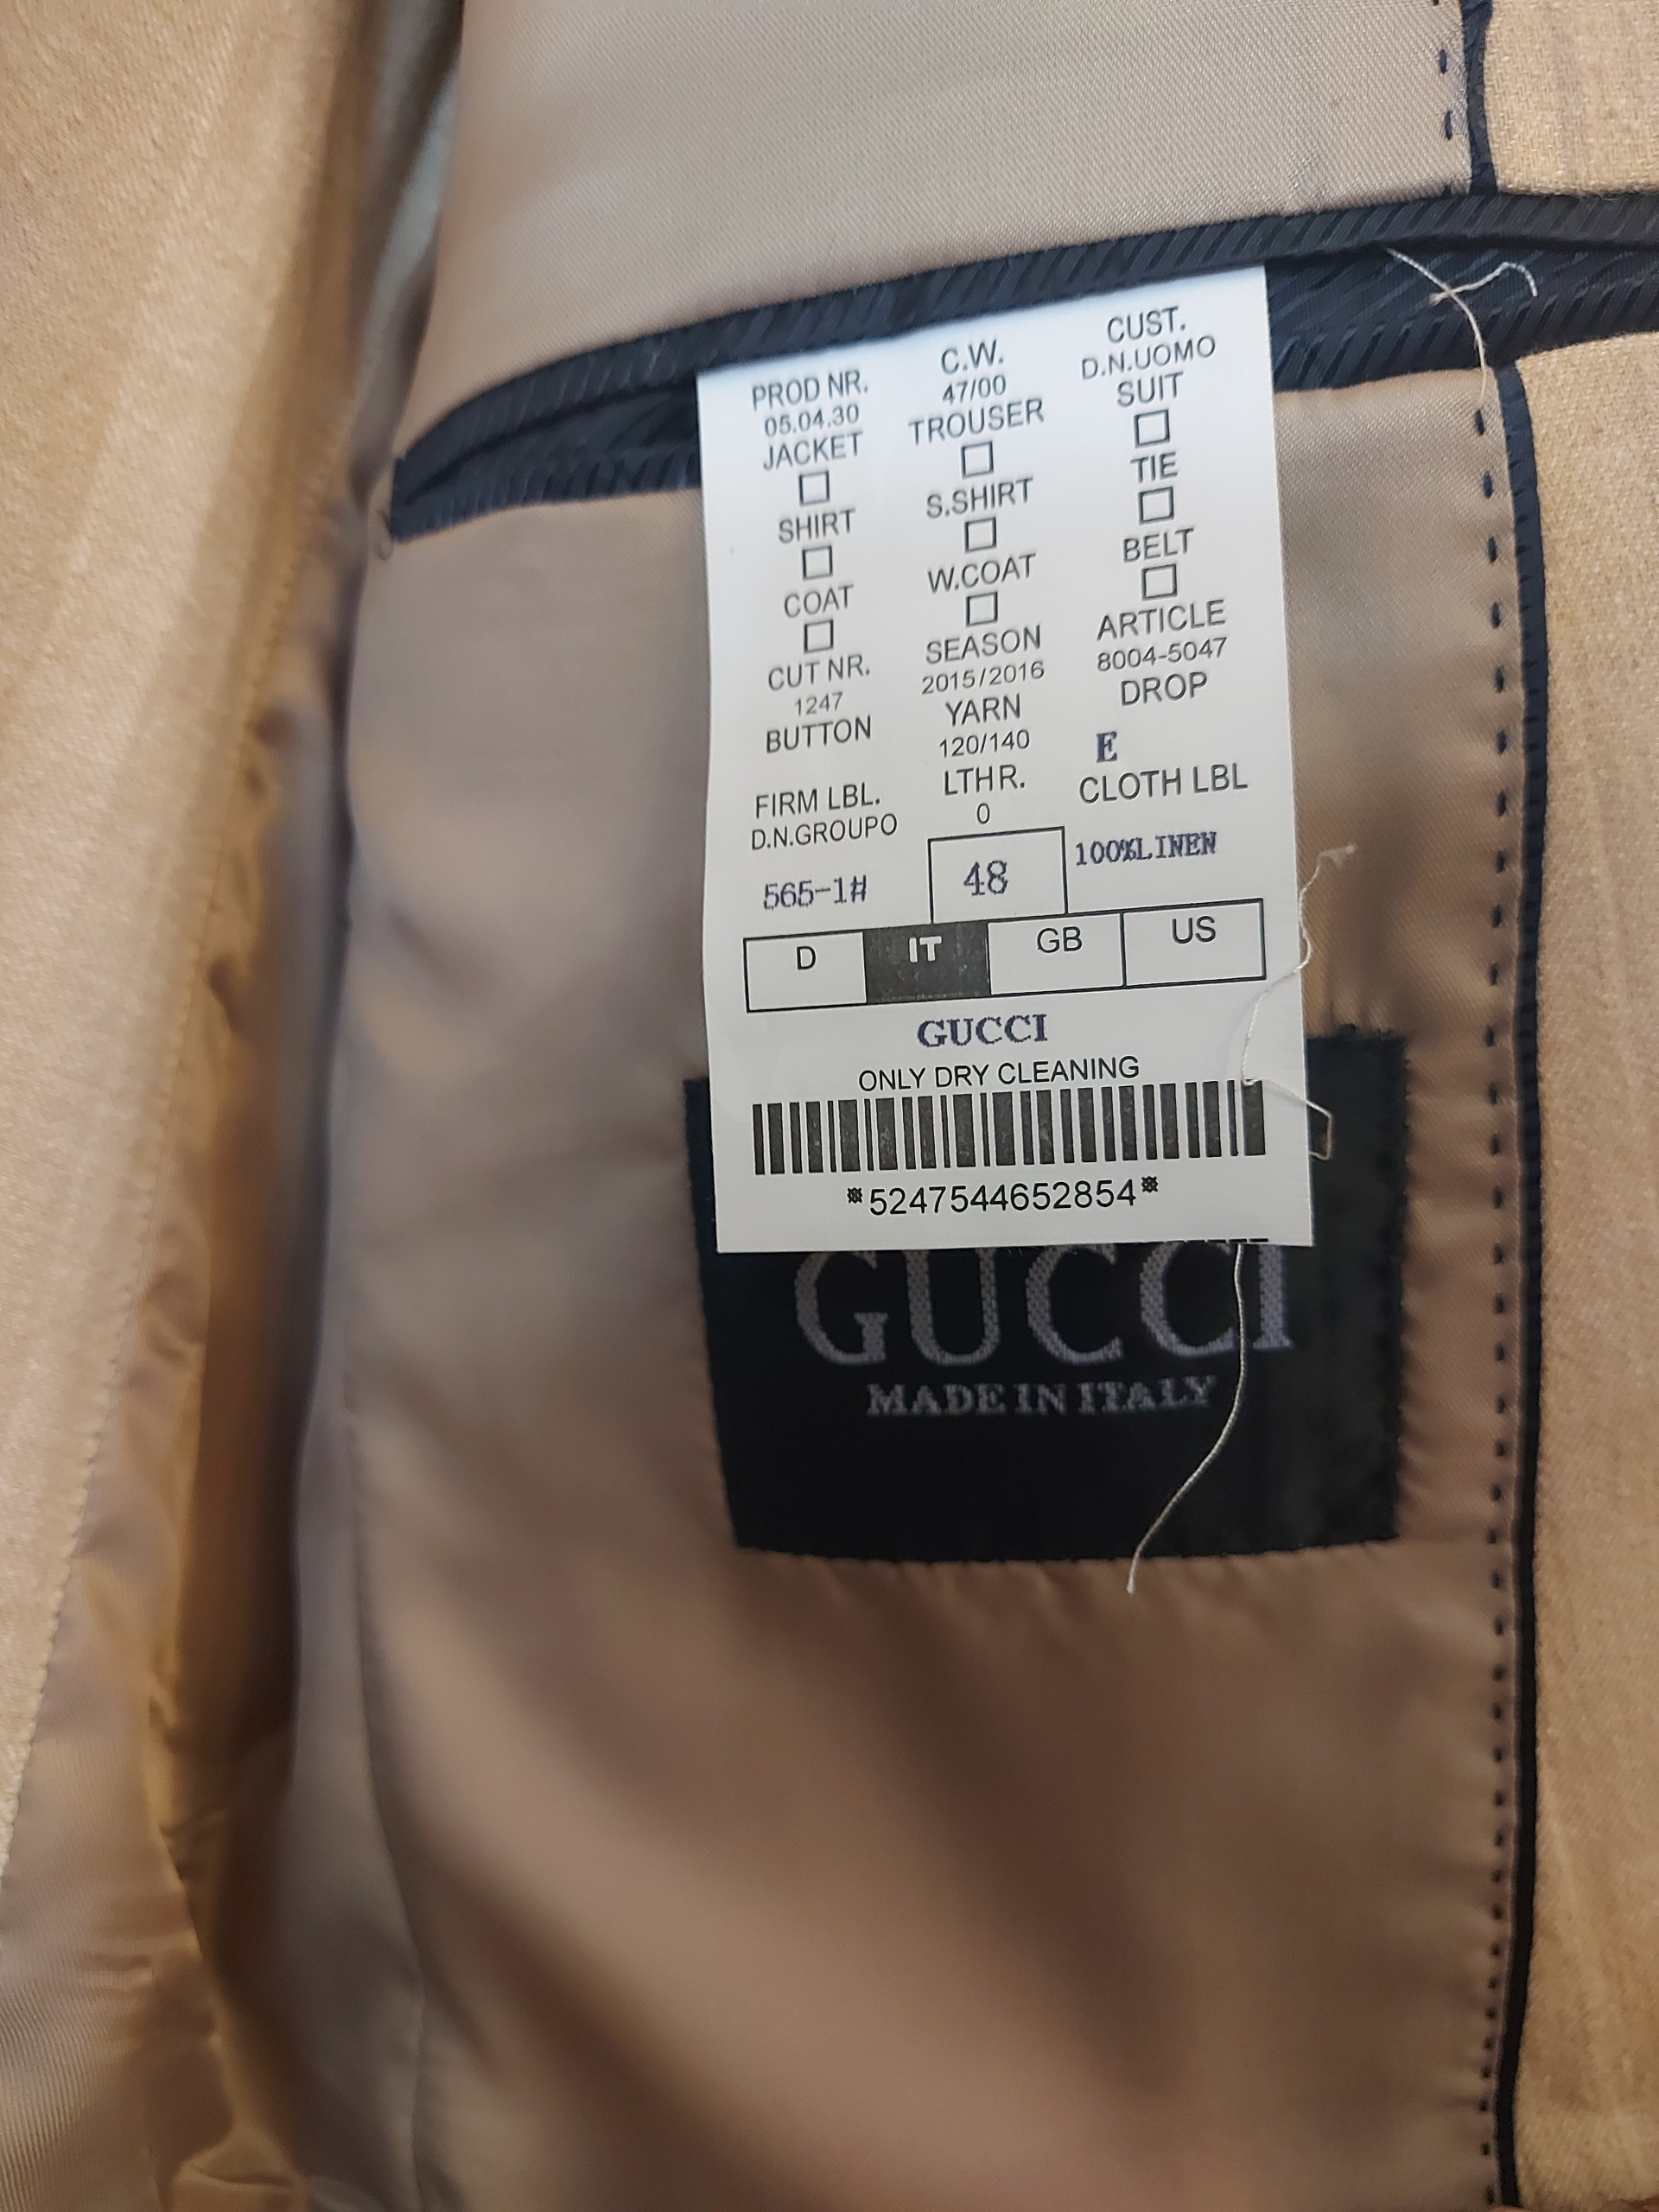 PROD NR. C.W. CUST.
05.04.30 47/00 D.N.UOMO
JACKET TROUSER SUIT
SHIRT S.SHIRT TIE
COAT W.COAT BELT
CUT NR. SEASON ARTICLE
1247 2015/2016 8004-5047
BUTTON YARN DROP
120/140 E
FIRM LBL. LTHR. CLOTH LBL
D.N.GROUPO 0
565-1# 48 100%LINEN
D IT GB US
GUCCI
ONLY DRY CLEANING
※5247544652854※
GUCCI
MADE IN ITALY